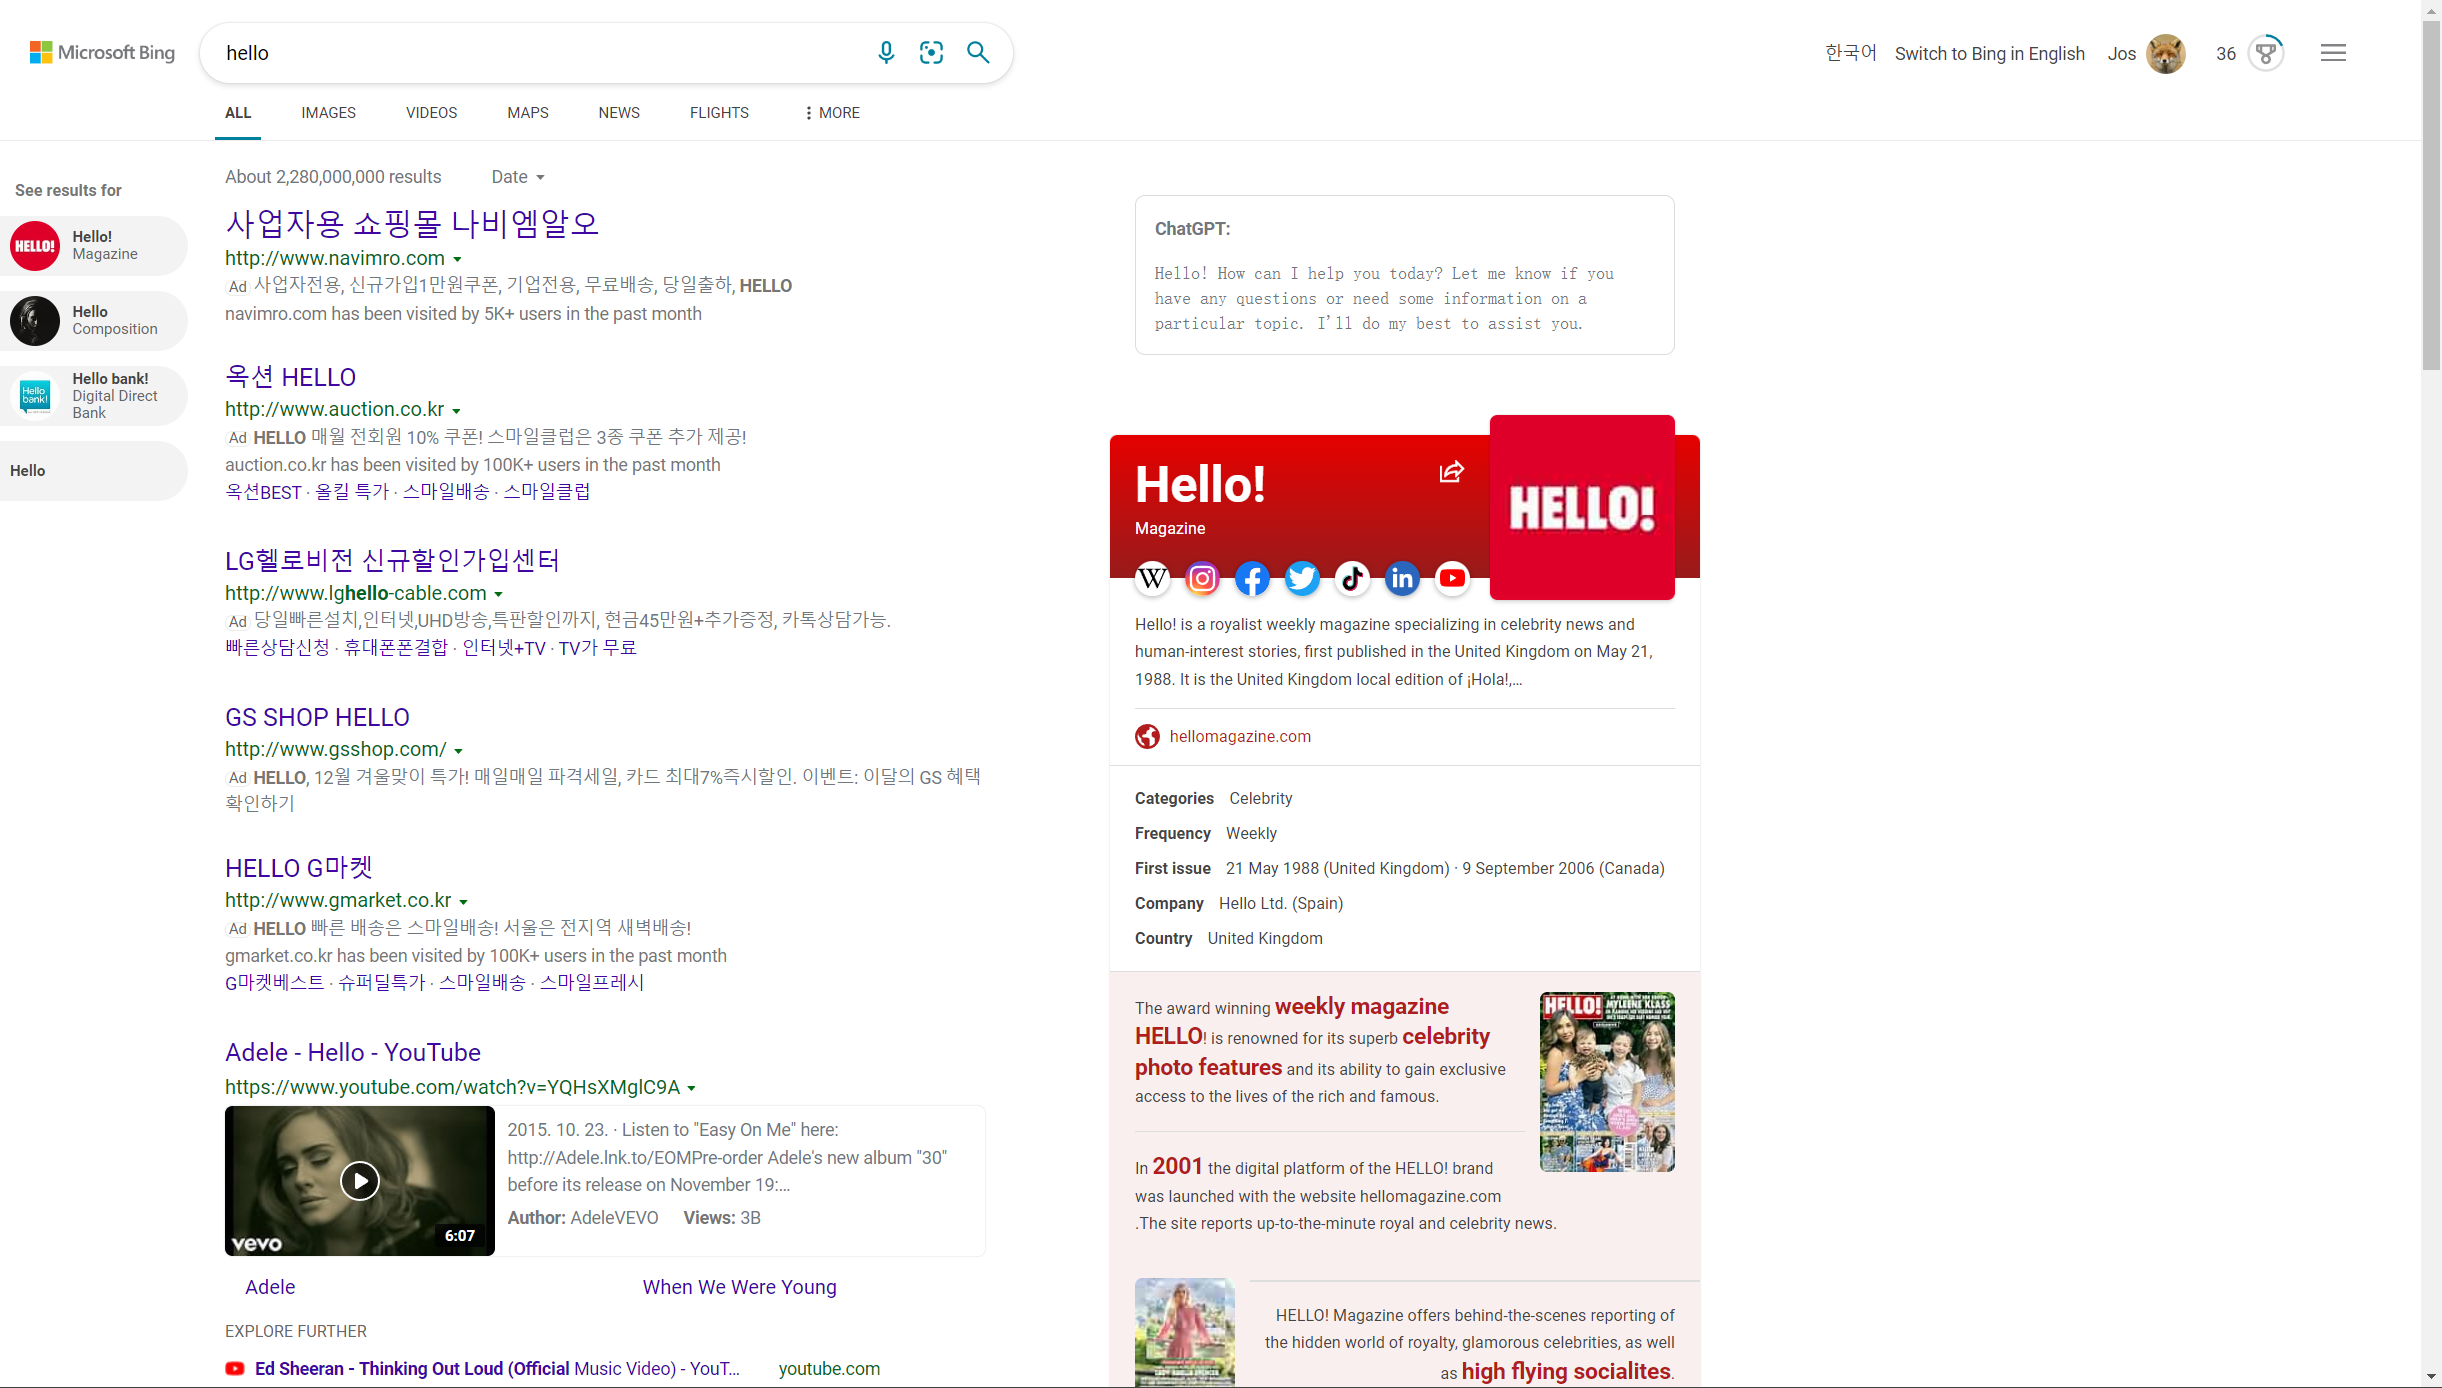 Microsoft Bing
hello
한국어 Switch to Bing in English Jos 36
ALL IMAGES VIDEOS MAPS NEWS FLIGHTS MORE
See results for
Hello!
Magazine
Hello
Composition
Hello bank!
Digital Direct
Bank
Hello
About 2,280,000,000 results Date
사업자용 쇼핑몰 나비엠알오
http://www.navimro.com
Ad 사업자전용, 신규가입1만원쿠폰, 기업전용, 무료배송, 당일출하, HELLO
navimro.com has been visited by 5K+ users in the past month
옥션 HELLO
http://www.auction.co.kr
Ad HELLO 매월 전회원 10% 쿠폰! 스마일클럽은 3종 쿠폰 추가 제공!
auction.co.kr has been visited by 100K+ users in the past month
옥션BEST · 올킬 특가 · 스마일배송 · 스마일클럽
LG헬로비전 신규할인가입센터
http://www.lghello-cable.com
Ad 당일빠른설치,인터넷,UHD방송,특판할인까지, 현금45만원+추가증정, 카톡상담가능.
빠른상담신청 · 휴대폰폰결합 · 인터넷+TV · TV가 무료
GS SHOP HELLO
http://www.gsshop.com/
Ad HELLO, 12월 겨울맞이 특가! 매일매일 파격세일, 카드 최대7%즉시할인. 이벤트: 이달의 GS 혜택
확인하기
HELLO G마켓
http://www.gmarket.co.kr
Ad HELLO 빠른 배송은 스마일배송! 서울은 전지역 새벽배송!
gmarket.co.kr has been visited by 100K+ users in the past month
G마켓베스트 · 슈퍼딜특가 · 스마일배송 · 스마일프레시
Adele - Hello - YouTube
https://www.youtube.com/watch?v=YQHsXMglC9A
vevo
6:07
2015. 10. 23. · Listen to "Easy On Me" here:
http://Adele.lnk.to/EOMPre-order Adele's new album "30"
before its release on November 19:...
Author: AdeleVEVO Views: 3B
Adele When We Were Young
EXPLORE FURTHER
Ed Sheeran - Thinking Out Loud (Official Music Video) - YouT... youtube.com
ChatGPT:
Hello! How can I help you today? Let me know if you
have any questions or need some information on a
particular topic. I'll do my best to assist you.
Hello!
Magazine
HELLO!
Hello! is a royalist weekly magazine specializing in celebrity news and
human-interest stories, first published in the United Kingdom on May 21,
1988. It is the United Kingdom local edition of ¡Hola!,...
hellomagazine.com
Categories Celebrity
Frequency Weekly
First issue 21 May 1988 (United Kingdom) · 9 September 2006 (Canada)
Company Hello Ltd. (Spain)
Country United Kingdom
The award winning weekly magazine
HELLO! is renowned for its superb celebrity
photo features and its ability to gain exclusive
access to the lives of the rich and famous.
HELLO!
MYLEENE KLASS
In 2001 the digital platform of the HELLO! brand
was launched with the website hellomagazine.com
.The site reports up-to-the-minute royal and celebrity news.
HELLO! Magazine offers behind-the-scenes reporting of
the hidden world of royalty, glamorous celebrities, as well
as high flying socialites.